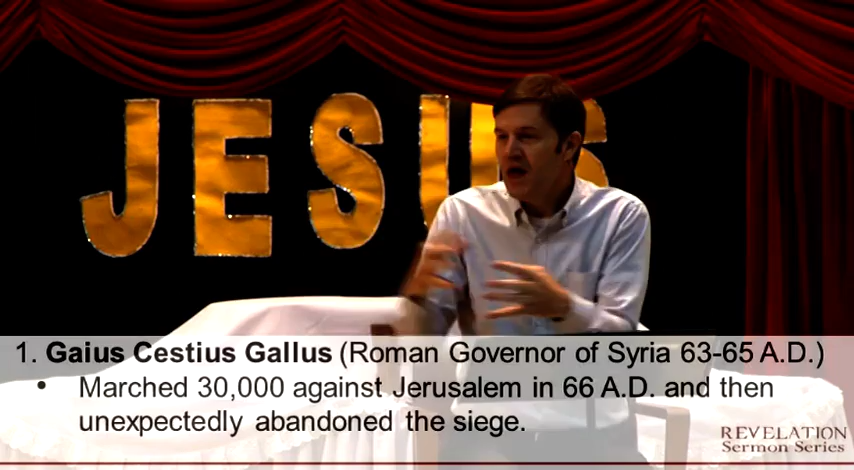 JESUS
1. Gaius Cestius Gallus (Roman Governor of Syria 63-65 A.D.)
• Marched 30,000 against Jerusalem in 66 A.D. and then
unexpectedly abandoned the siege.
REVELATION
Sermon Series